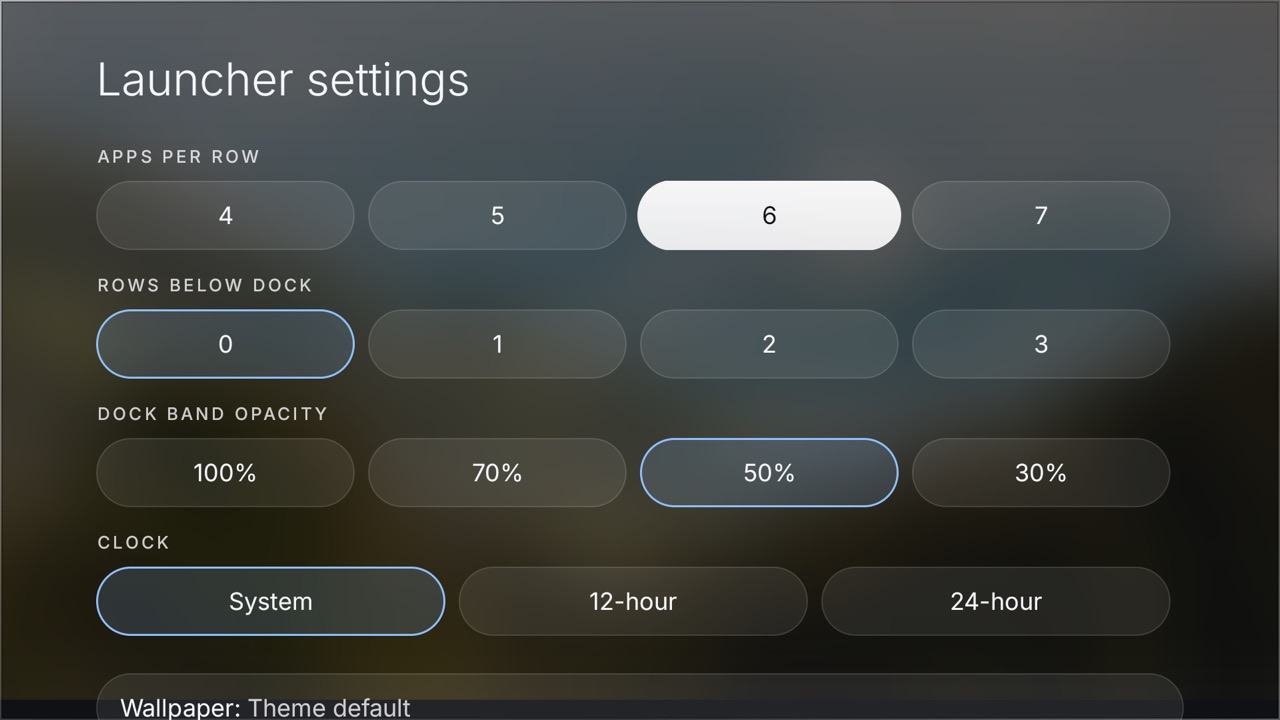 Launcher settings
APPS PER ROW
4 5 6 7
ROWS BELOW DOCK
0 1 2 3
DOCK BAND OPACITY
100% 70% 50% 30%
CLOCK
System 12-hour 24-hour
Wallpaper: Theme default